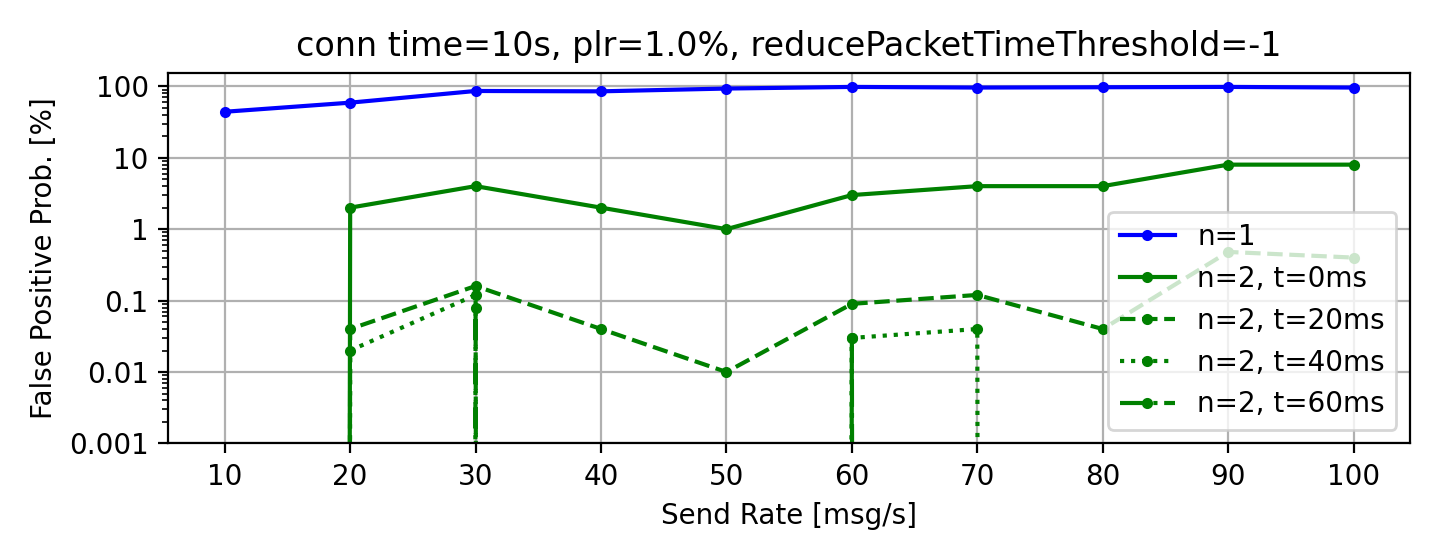 conn time=10s, plr=1.0%, reducePacketTimeThreshold=-1
False Positive Prob. [%]
100
10
1
0.1
0.01
0.001
n=1
n=2, t=0ms
n=2, t=20ms
n=2, t=40ms
n=2, t=60ms
10 20 30 40 50 60 70 80 90 100
Send Rate [msg/s]